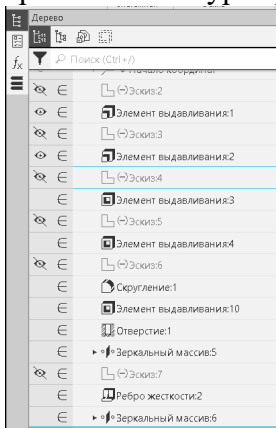 Дерево
Поиск (Ctrl+/)
Начало координат
(–)Эскиз:2
Элемент выдавливания:1
(–)Эскиз:3
Элемент выдавливания:2
(–)Эскиз:4
Элемент выдавливания:3
(–)Эскиз:5
Элемент выдавливания:4
(–)Эскиз:6
Скругление:1
Элемент выдавливания:10
Отверстие:1
Зеркальный массив:5
(–)Эскиз:7
Ребро жесткости:2
Зеркальный массив:6